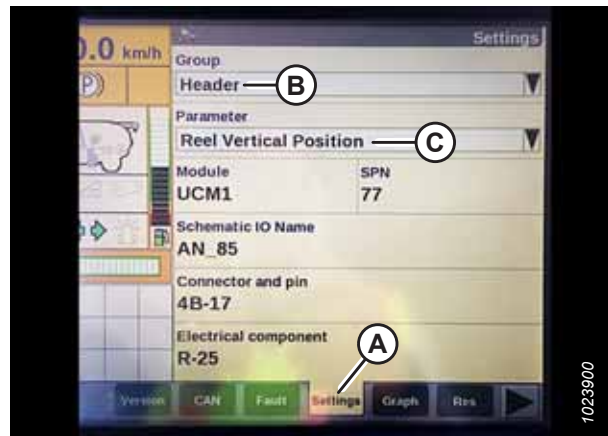 0.0 km/h
Settings
Group
Header
B
Parameter
Reel Vertical Position
C
Module SPN
UCM1 77
Schematic IO Name
AN_85
Connector and pin
4B-17
Electrical component
R-25
A
Version CAN Fault Settings Graph Res
1023900